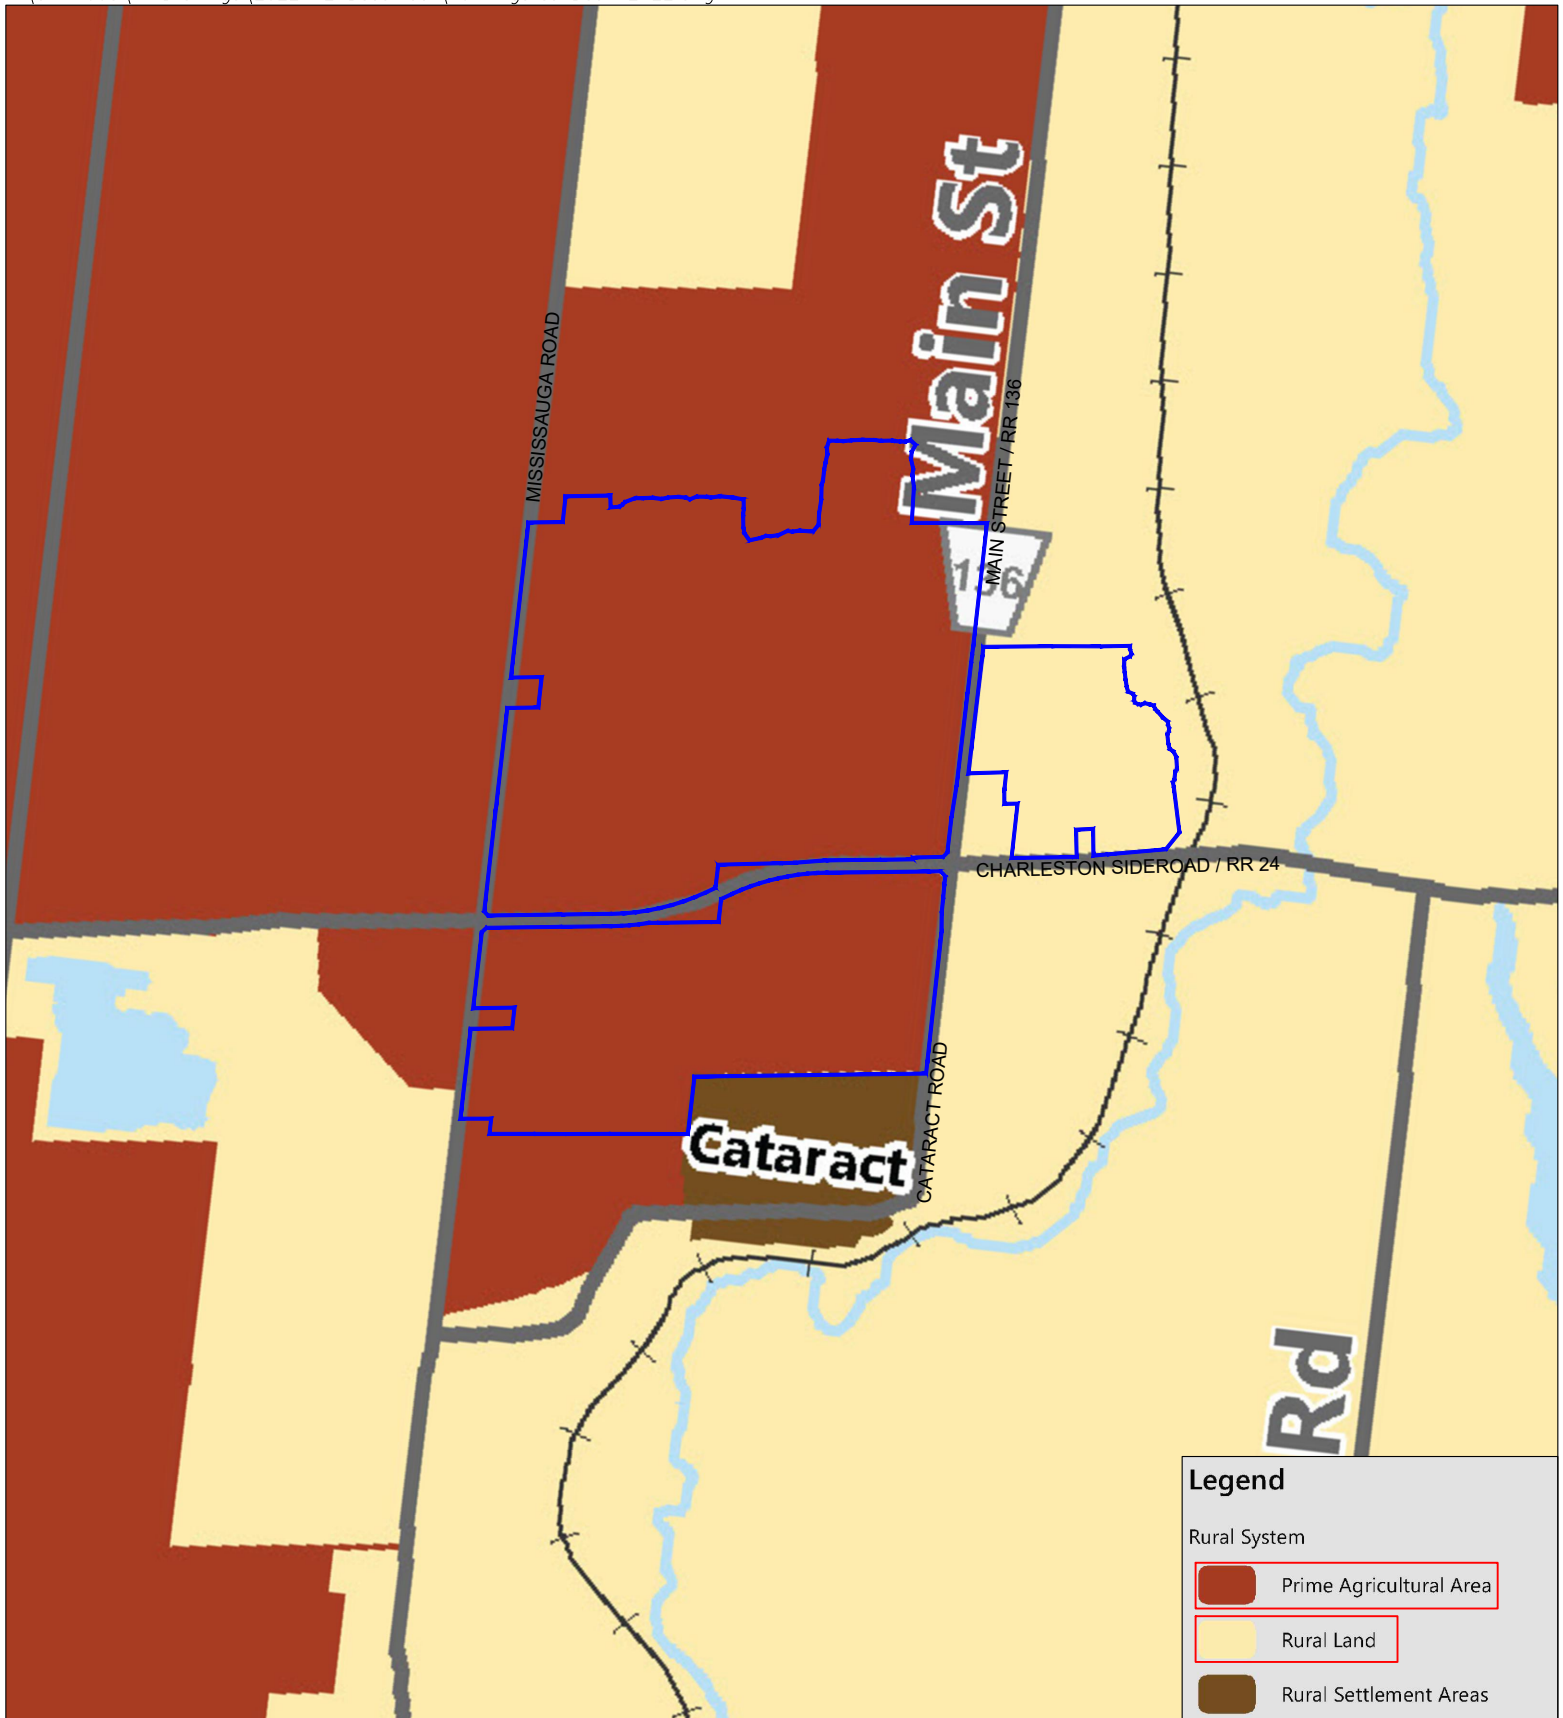 Main St
MISSISSAUGA ROAD
MAIN STREET / RR 136
136
CHARLESTON SIDEROAD / RR 24
CATARACT ROAD
Cataract
Rd
Legend
Rural System
Prime Agricultural Area
Rural Land
Rural Settlement Areas